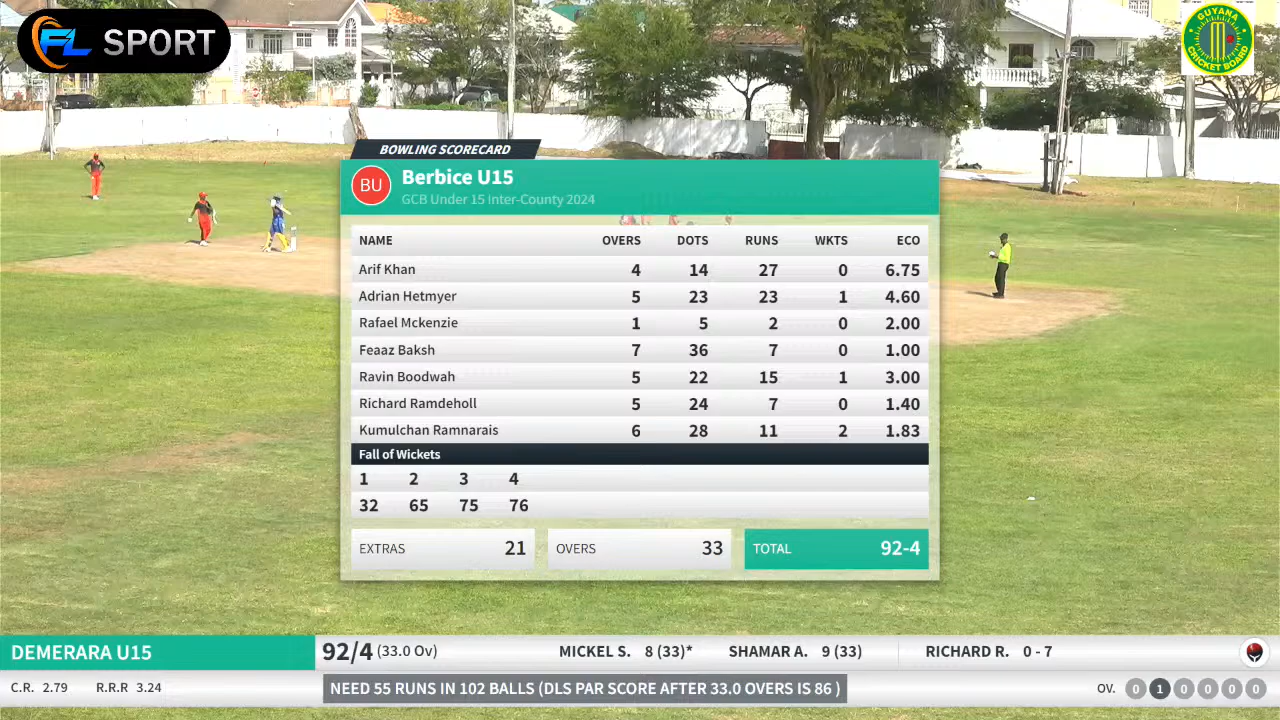 FL SPORT
GUYANA
CRICKET BOARD
BOWLING SCORECARD
BU
Berbice U15
GCB Under 15 Inter-County 2024
NAME OVERS DOTS RUNS WKTS ECO
Arif Khan 4 14 27 0 6.75
Adrian Hetmyer 5 23 23 1 4.60
Rafael Mckenzie 1 5 2 0 2.00
Feaaz Baksh 7 36 7 0 1.00
Ravin Boodwah 5 22 15 1 3.00
Richard Ramdeholl 5 24 7 0 1.40
Kumulchan Ramnarais 6 28 11 2 1.83
Fall of Wickets
1 2 3 4
32 65 75 76
EXTRAS 21 OVERS 33 TOTAL 92-4
DEMERARA U15 92/4 (33.0 Ov) MICKEL S. 8 (33)* SHAMAR A. 9 (33) RICHARD R. 0 - 7
C.R. 2.79 R.R.R 3.24 NEED 55 RUNS IN 102 BALLS (DLS PAR SCORE AFTER 33.0 OVERS IS 86 ) OV. 0 1 0 0 0 0